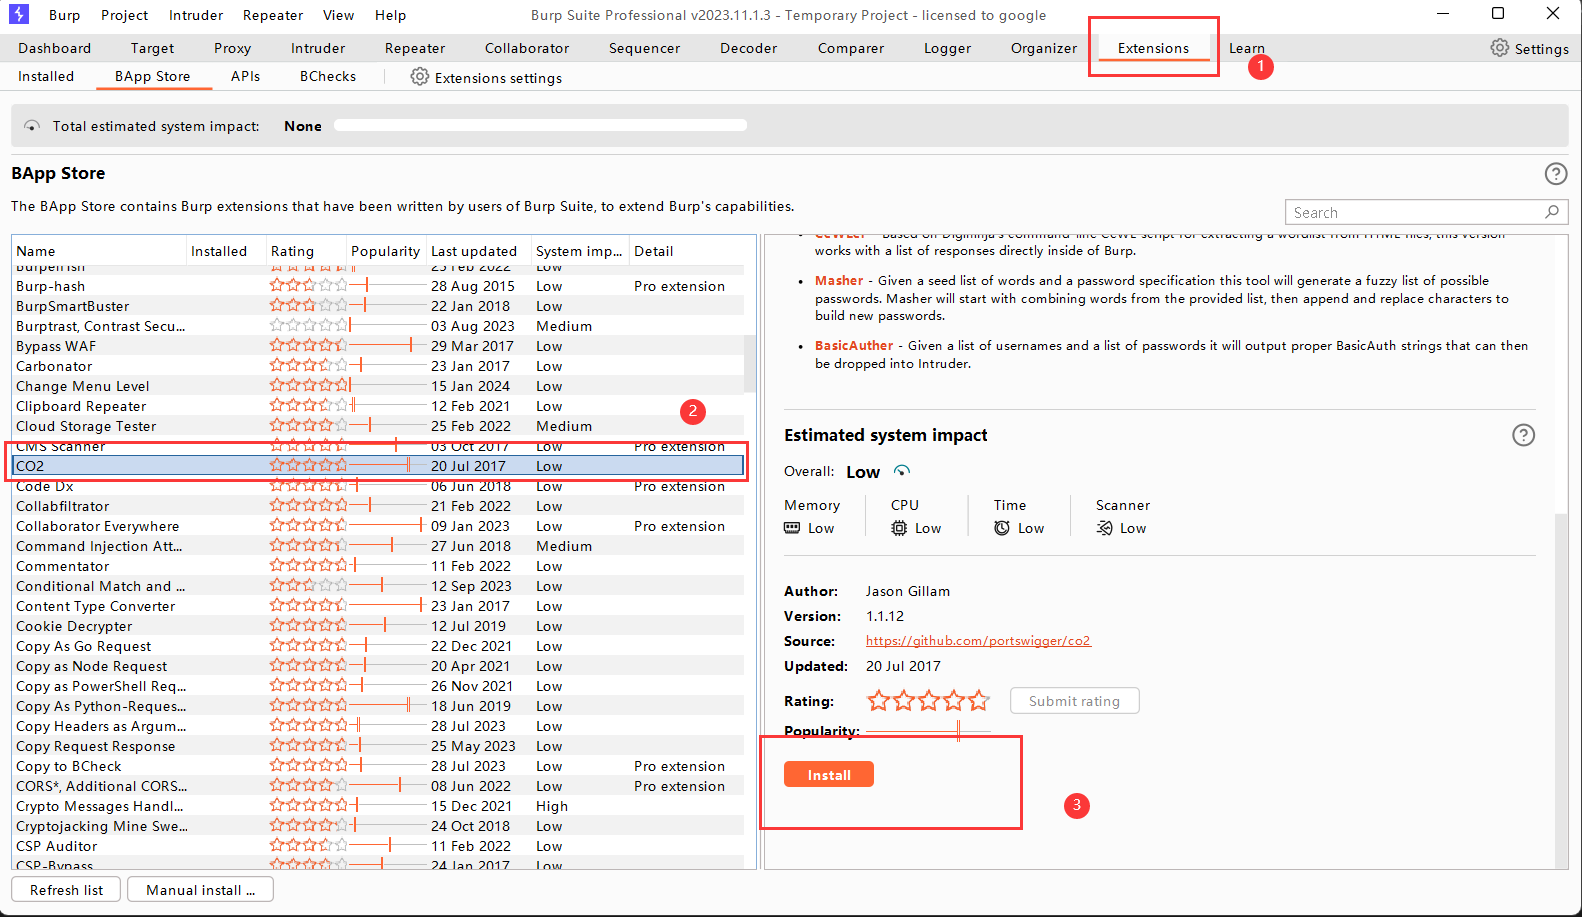 Burp Project Intruder Repeater View Help Burp Suite Professional v2023.11.1.3 - Temporary Project - licensed to google
Dashboard Target Proxy Intruder Repeater Collaborator Sequencer Decoder Comparer Logger Organizer Extensions Learn Settings
1
Installed BApp Store APIs BChecks Extensions settings
Total estimated system impact: None
BApp Store
The BApp Store contains Burp extensions that have been written by users of Burp Suite, to extend Burp's capabilities.
Search
Name Installed Rating Popularity Last updated System imp... Detail
25 Feb 2022 Low
Burp-hash 28 Aug 2015 Low Pro extension
BurpSmartBuster 22 Jan 2018 Low
Burptrast, Contrast Secu... 03 Aug 2023 Medium
Bypass WAF 29 Mar 2017 Low
Carbonator 23 Jan 2017 Low
Change Menu Level 15 Jan 2024 Low
Clipboard Repeater 12 Feb 2021 Low
2
Cloud Storage Tester 25 Feb 2022 Medium
CMS Scanner 03 Oct 2017 Low Pro extension
CO2 20 Jul 2017 Low
Code Dx 06 Jun 2018 Low Pro extension
Collabfiltrator 21 Feb 2022 Low
Collaborator Everywhere 09 Jan 2023 Low Pro extension
Command Injection Att... 27 Jun 2018 Medium
Commentator 11 Feb 2022 Low
Conditional Match and ... 12 Sep 2023 Low
Content Type Converter 23 Jan 2017 Low
Cookie Decrypter 12 Jul 2019 Low
Copy As Go Request 22 Dec 2021 Low
Copy as Node Request 20 Apr 2021 Low
Copy as PowerShell Req... 26 Nov 2021 Low
Copy As Python-Reques... 18 Jun 2019 Low
Copy Headers as Argum... 28 Jul 2023 Low
Copy Request Response 25 May 2023 Low
Copy to BCheck 28 Jul 2023 Low Pro extension
CORS*, Additional CORS... 08 Jun 2022 Low Pro extension
Crypto Messages Handl... 15 Dec 2021 High
Cryptojacking Mine Swe... 24 Oct 2018 Low
CSP Auditor 11 Feb 2022 Low
CSP-Bypass 24 Jan 2017 Low
Refresh list Manual install ...
• CeWLer - Based on Digininja's command-line CeWL script for extracting a wordlist from HTML files, this version
works with a list of responses directly inside of Burp.
• Masher - Given a seed list of words and a password specification this tool will generate a fuzzy list of possible
passwords. Masher will start with combining words from the provided list, then append and replace characters to
build new passwords.
• BasicAuther - Given a list of usernames and a list of passwords it will output proper BasicAuth strings that can then
be dropped into Intruder.
Estimated system impact
Overall: Low
Memory CPU Time Scanner
Low Low Low Low
Author: Jason Gillam
Version: 1.1.12
Source: https://github.com/portswigger/co2
Updated: 20 Jul 2017
Rating: Submit rating
Popularity:
Install
3